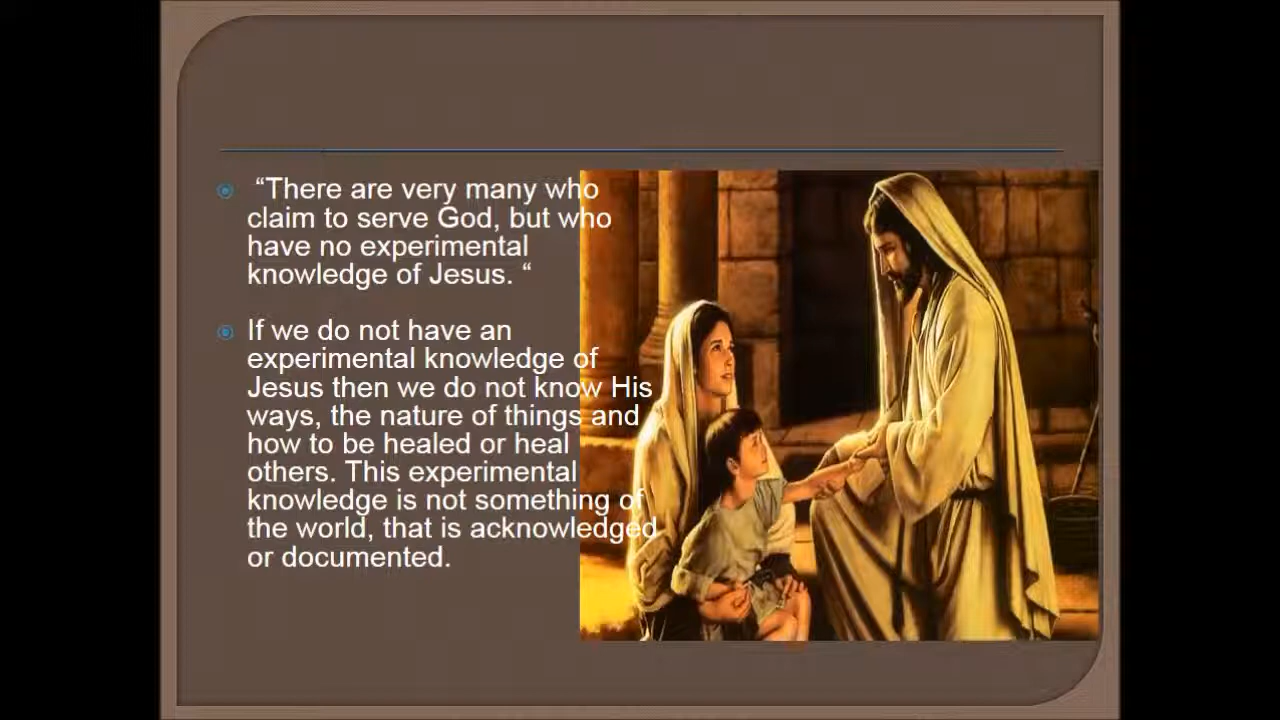 “There are very many who
claim to serve God, but who
have no experimental
knowledge of Jesus. “
If we do not have an
experimental knowledge of
Jesus then we do not know His
ways, the nature of things and
how to be healed or heal
others. This experimental
knowledge is not something of
the world, that is acknowledged
or documented.